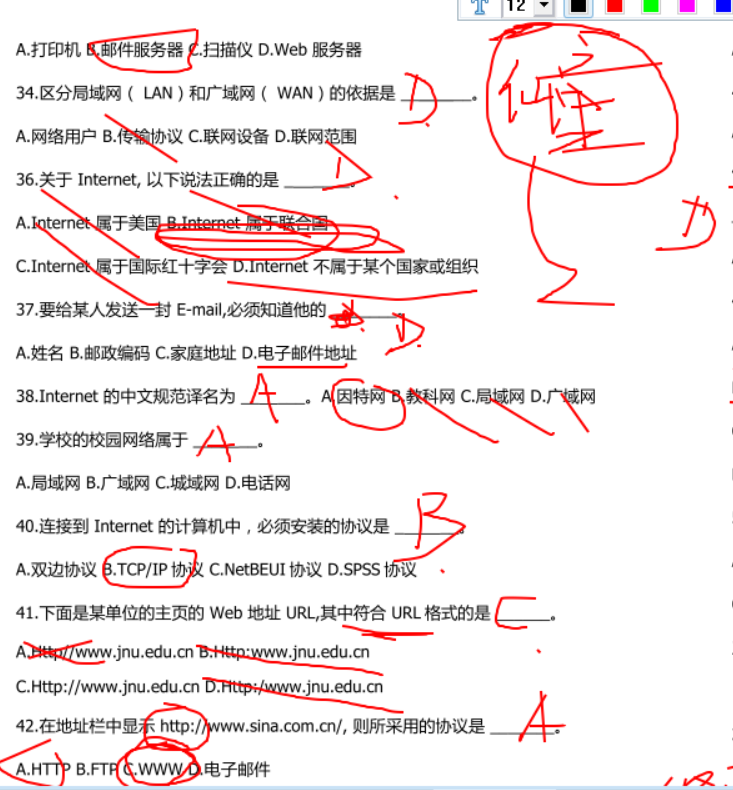 12
A.打印机 B.邮件服务器 C.扫描仪 D.Web 服务器
34.区分局域网（ LAN ）和广域网（ WAN ）的依据是 ______。 D
A.网络用户 B.传输协议 C.联网设备 D.联网范围
36.关于 Internet, 以下说法正确的是 ______。 D
A.Internet 属于美国 B.Internet 属于联合国
D
C.Internet 属于国际红十字会 D.Internet 不属于某个国家或组织
37.要给某人发送一封 E-mail,必须知道他的 ______。 D.
A.姓名 B.邮政编码 C.家庭地址 D.电子邮件地址
38.Internet 的中文规范译名为 A ______。A.因特网 B.教科网 C.局域网 D.广域网
39.学校的校园网络属于 A ______。
A.局域网 B.广域网 C.城域网 D.电话网
40.连接到 Internet 的计算机中，必须安装的协议是 B ______。
A.双边协议 B.TCP/IP 协议 C.NetBEUI 协议 D.SPSS 协议
41.下面是某单位的主页的 Web 地址 URL,其中符合 URL 格式的是 C ______。
A.Http//www.jnu.edu.cn B.Http:www.jnu.edu.cn
C.Http://www.jnu.edu.cn D.Http:/www.jnu.edu.cn
42.在地址栏中显示 http://www.sina.com.cn/, 则所采用的协议是 A ______。
A.HTTP B.FTP C.WWW D.电子邮件